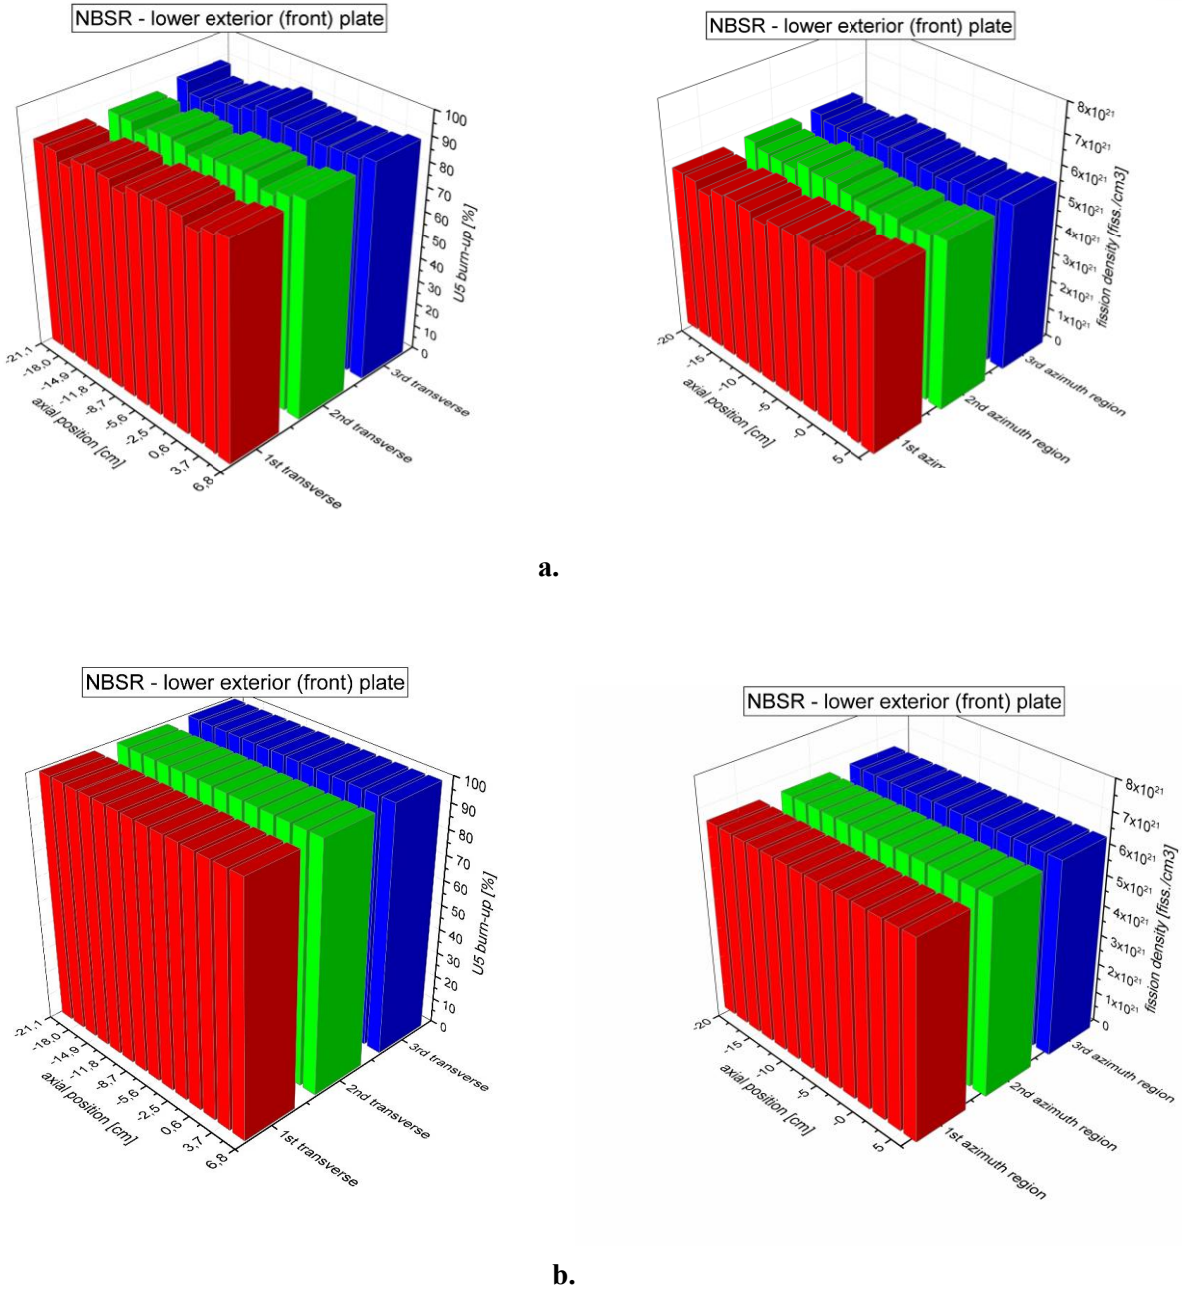 NBSR - lower exterior (front) plate
100
90
80
70
60
50
40
30
20
10
0
U5 burn-up [%]
-21,1
-18,0
-14,9
-11,8
-8,7
-5,6
-2,5
0,6
3,7
6,8
axial position [cm]
1st transverse
2nd transverse
3rd transverse
NBSR - lower exterior (front) plate
8x10²¹
7x10²¹
6x10²¹
5x10²¹
4x10²¹
3x10²¹
2x10²¹
1x10²¹
0
fission density [fiss./cm3]
-20
-15
-10
-5
-0
5
axial position [cm]
1st azim
2nd azimuth region
3rd azimuth region
a.
NBSR - lower exterior (front) plate
100
90
80
70
60
50
40
30
20
10
0
U5 burn-up [%]
-21,1
-18,0
-14,9
-11,8
-8,7
-5,6
-2,5
0,6
3,7
6,8
axial position [cm]
1st transverse
2nd transverse
3rd transverse
NBSR - lower exterior (front) plate
8x10²¹
7x10²¹
6x10²¹
5x10²¹
4x10²¹
3x10²¹
2x10²¹
1x10²¹
0
fission density [fiss./cm3]
-20
-15
-10
-5
-0
5
axial position [cm]
1st azimuth region
2nd azimuth region
3rd azimuth region
b.